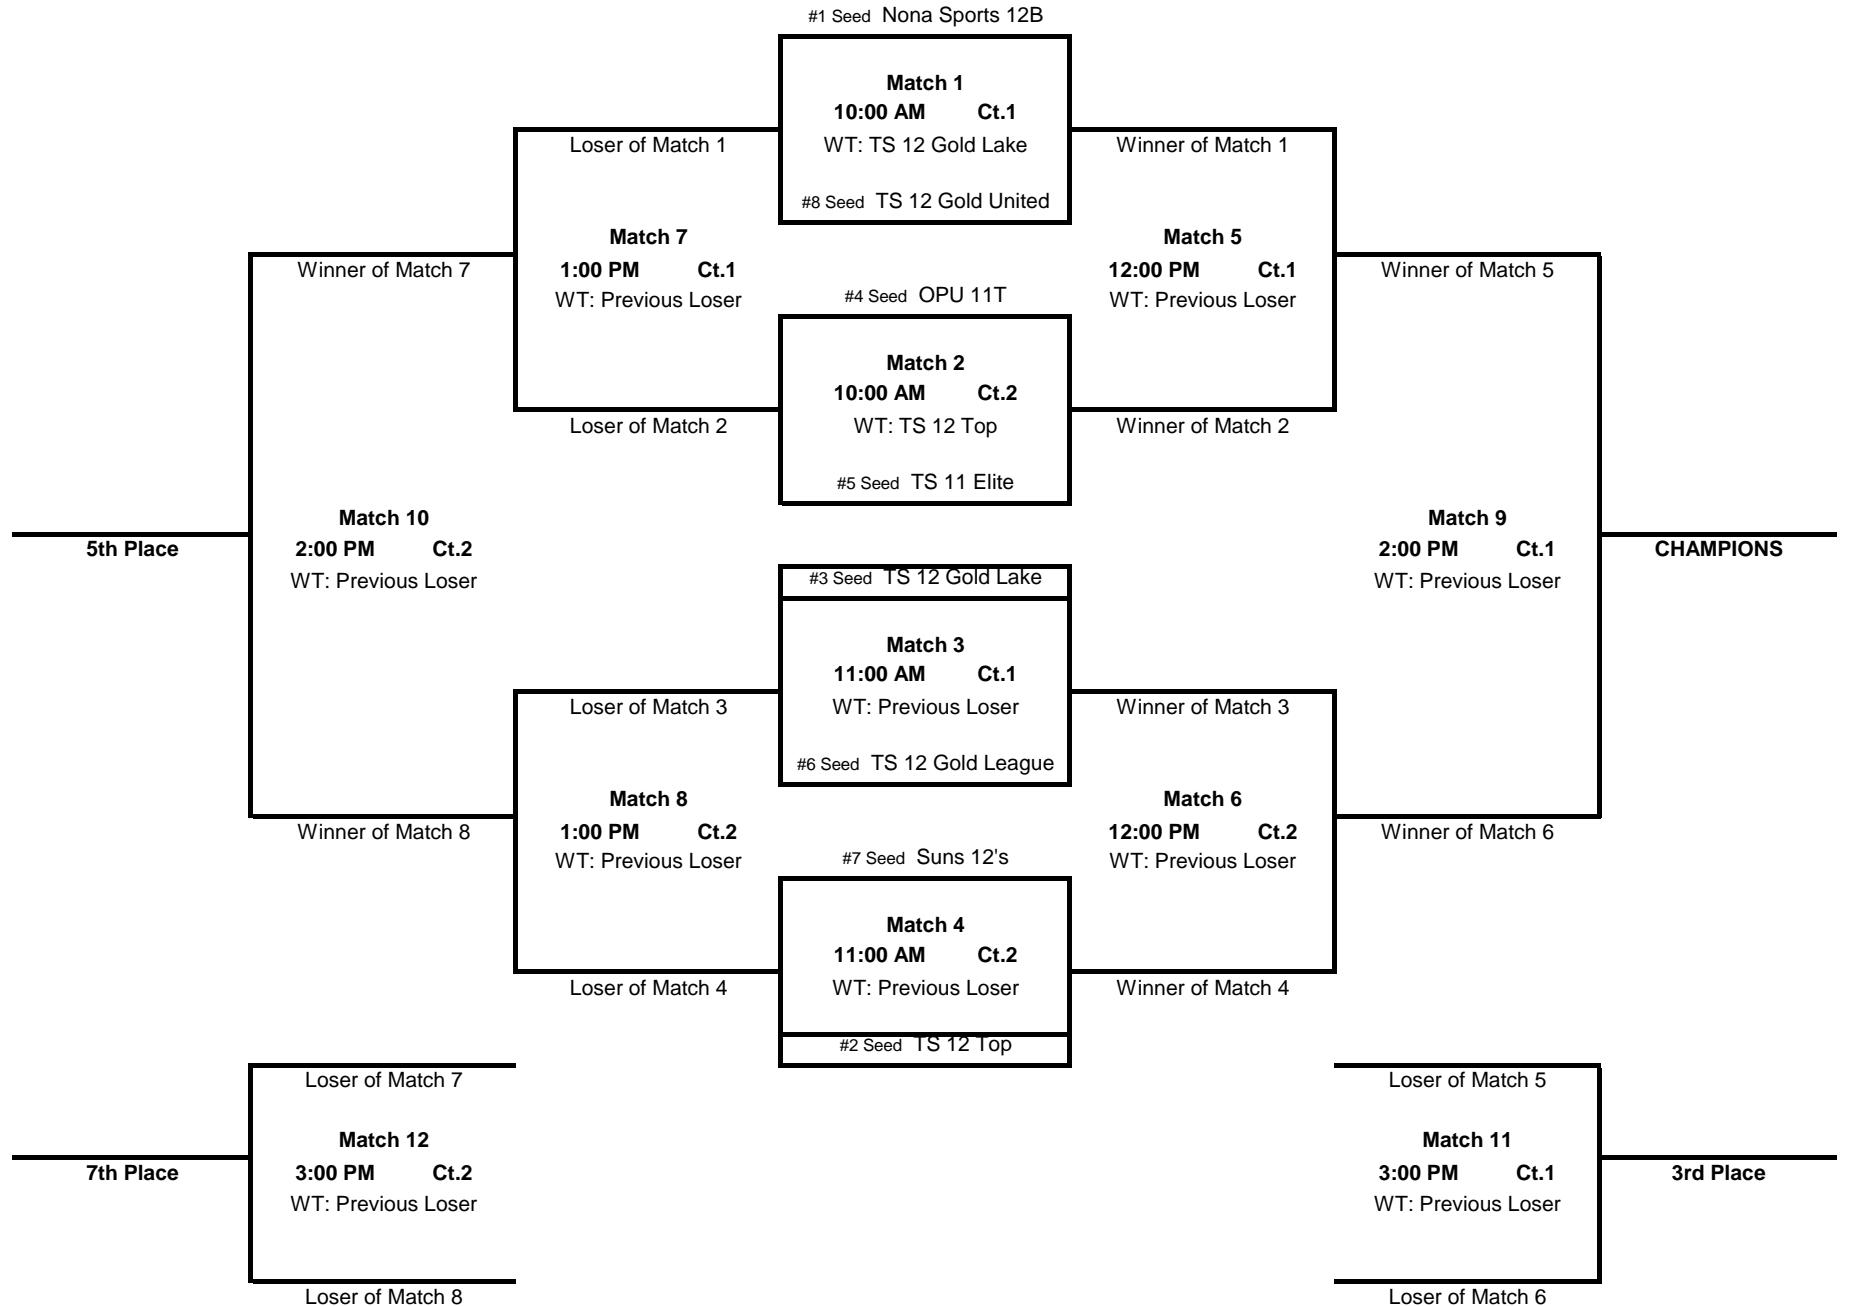 #1 Seed Nona Sports 12B
Match 1
10:00 AM Ct.1
Loser of Match 1 WT: TS 12 Gold Lake Winner of Match 1
#8 Seed TS 12 Gold United
Match 7 Match 5
Winner of Match 7 1:00 PM Ct.1 12:00 PM Ct.1 Winner of Match 5
WT: Previous Loser #4 Seed OPU 11T WT: Previous Loser
Match 2
10:00 AM Ct.2
Loser of Match 2 WT: TS 12 Top Winner of Match 2
#5 Seed TS 11 Elite
Match 10 Match 9
5th Place 2:00 PM Ct.2 2:00 PM Ct.1 CHAMPIONS
WT: Previous Loser #3 Seed TS 12 Gold Lake WT: Previous Loser
Match 3
11:00 AM Ct.1
Loser of Match 3 WT: Previous Loser Winner of Match 3
#6 Seed TS 12 Gold League
Match 8 Match 6
Winner of Match 8 1:00 PM Ct.2 12:00 PM Ct.2 Winner of Match 6
WT: Previous Loser #7 Seed Suns 12's WT: Previous Loser
Match 4
11:00 AM Ct.2
Loser of Match 4 WT: Previous Loser Winner of Match 4
#2 Seed TS 12 Top
Loser of Match 7 Loser of Match 5
Match 12 Match 11
7th Place 3:00 PM Ct.2 3:00 PM Ct.1 3rd Place
WT: Previous Loser WT: Previous Loser
Loser of Match 8 Loser of Match 6